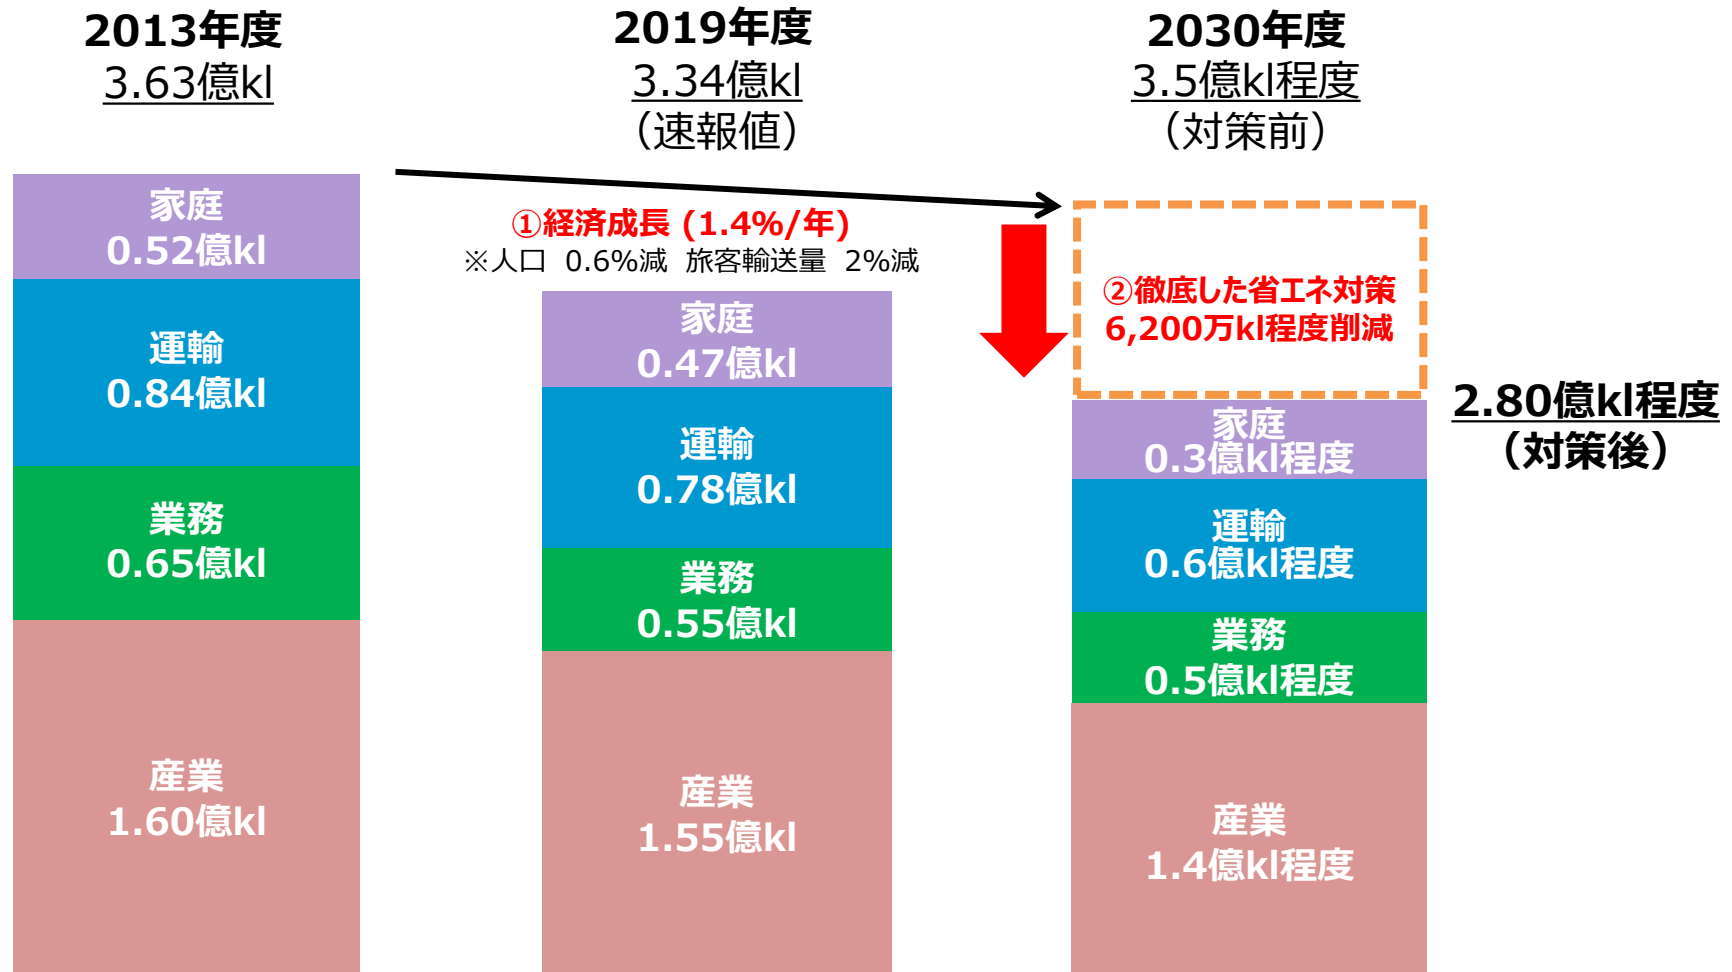 2013年度
3.63億kl
家庭
0.52億kl
運輸
0.84億kl
業務
0.65億kl
産業
1.60億kl
2019年度
3.34億kl
（速報値）
①経済成長 (1.4%/年)
※人口 0.6%減 旅客輸送量 2%減
家庭
0.47億kl
運輸
0.78億kl
業務
0.55億kl
産業
1.55億kl
2030年度
3.5億kl程度
（対策前）
②徹底した省エネ対策
6,200万kl程度削減
家庭
0.3億kl程度
運輸
0.6億kl程度
業務
0.5億kl程度
産業
1.4億kl程度
2.80億kl程度
（対策後）